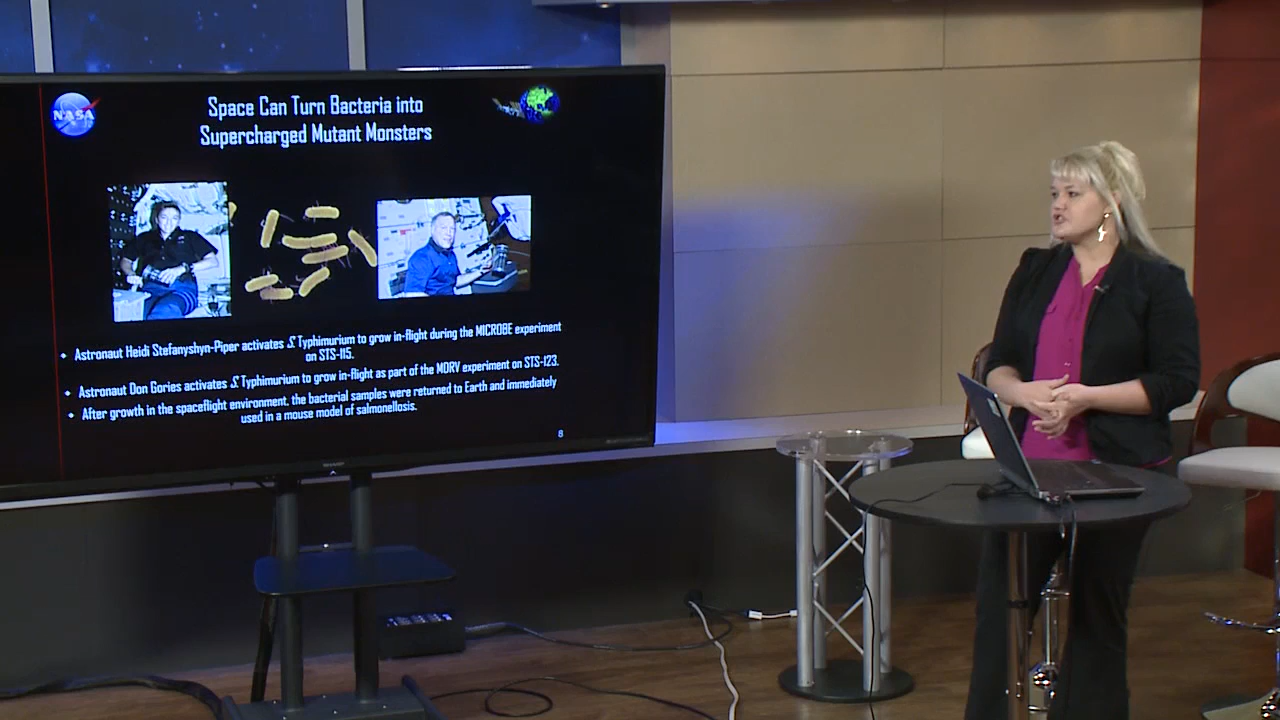 NASA
Space Can Turn Bacteria into
Supercharged Mutant Monsters
• Astronaut Heidi Stefanyshyn-Piper activates S. Typhimurium to grow in-flight during the MICROBE experiment
on STS-115.
• Astronaut Don Gories activates S. Typhimurium to grow in-flight as part of the MDRV experiment on STS-123.
• After growth in the spaceflight environment, the bacterial samples were returned to Earth and immediately
used in a mouse model of salmonellosis.
8
SHARP